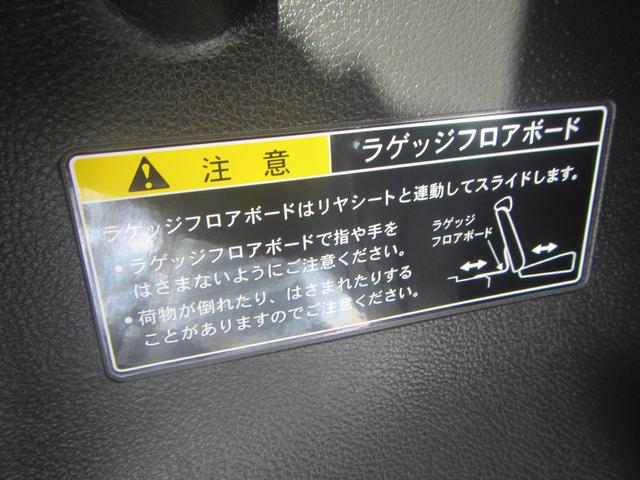 注意
ラゲッジフロアボード
ラゲッジフロアボードはリヤシートと連動してスライドします。
• ラゲッジフロアボードで指や手を
はさまないようにご注意ください。
• 荷物が倒れたり、はさまれたりする
ことがありますのでご注意ください。
ラゲッジ
フロアボード